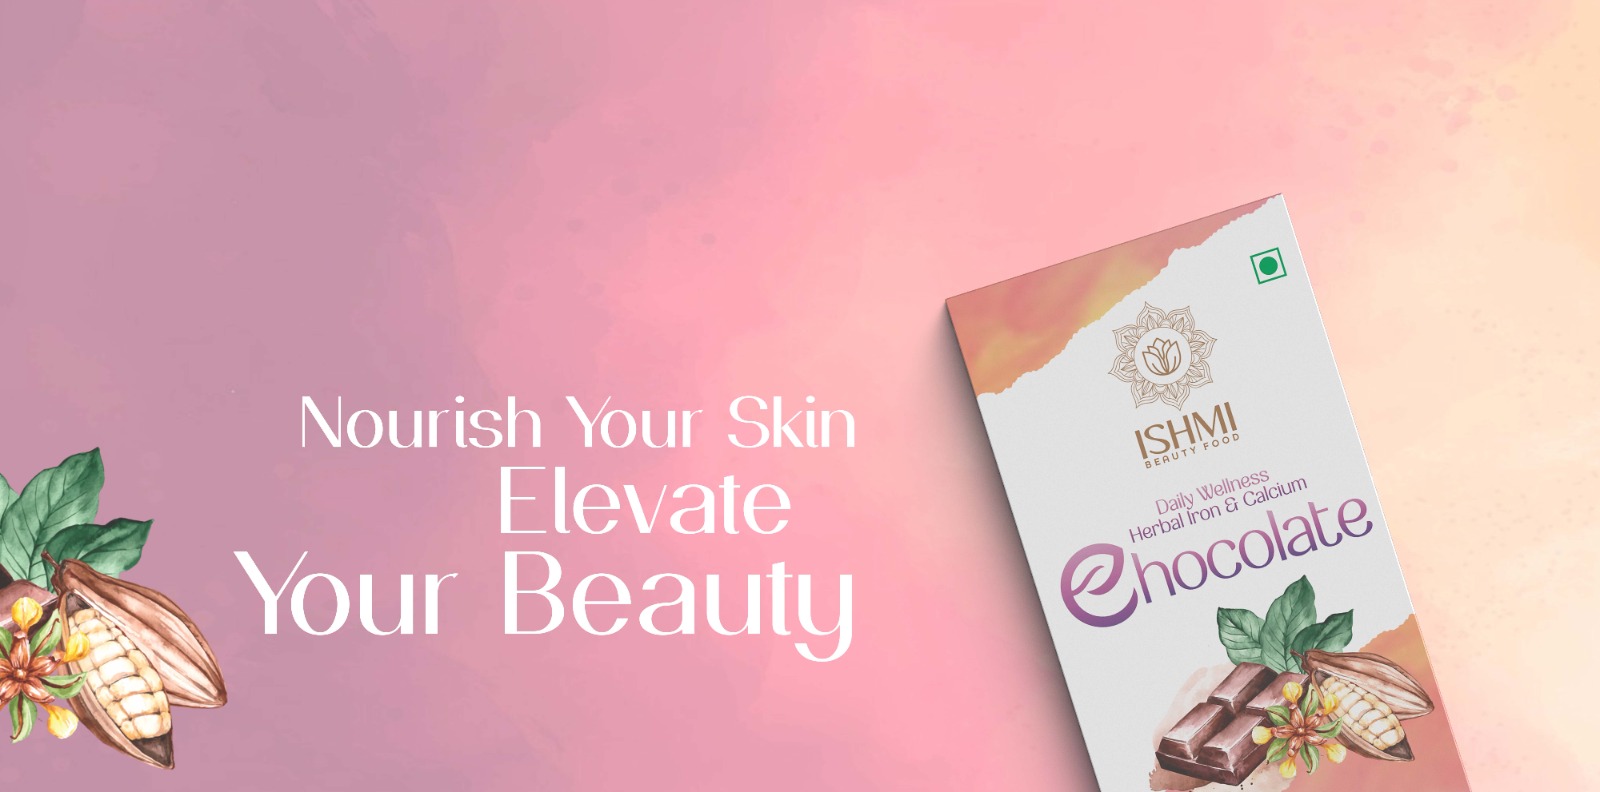 Nourish Your Skin
Elevate
Your Beauty
ISHMI
BEAUTY FOOD
Daily Wellness
Herbal Iron & Calcium
Chocolate